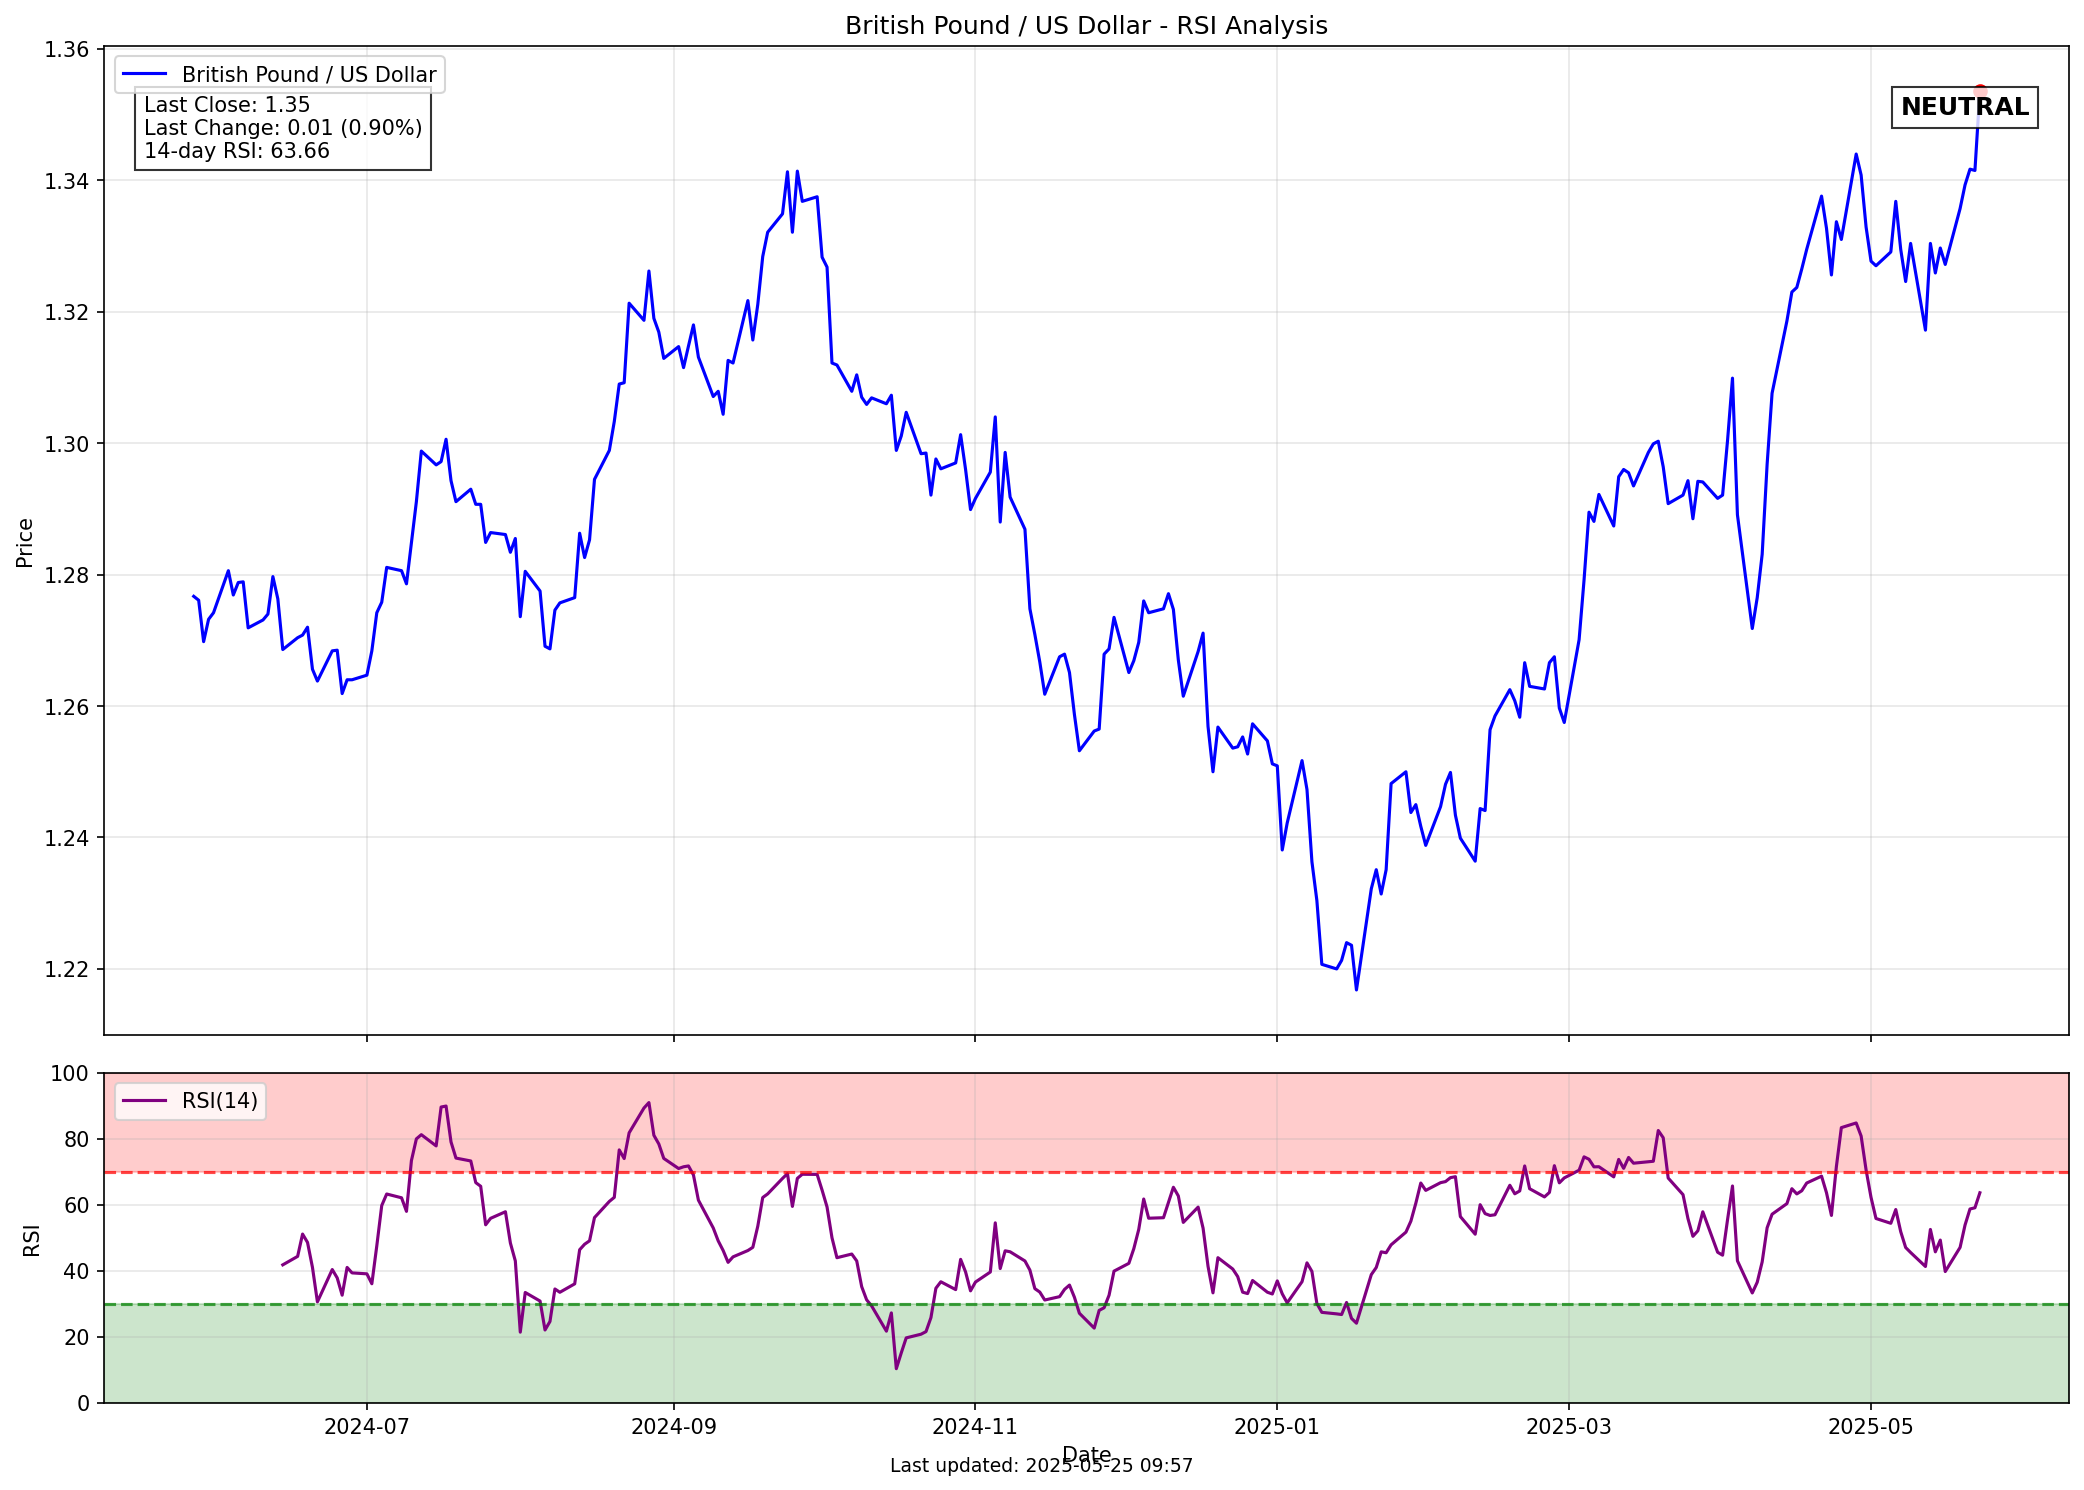 British Pound / US Dollar - RSI Analysis
British Pound / US Dollar
Last Close: 1.35
Last Change: 0.01 (0.90%)
14-day RSI: 63.66
NEUTRAL
Price
1.36
1.34
1.32
1.30
1.28
1.26
1.24
1.22
RSI(14)
RSI
100
80
60
40
20
0
2024-07
2024-09
2024-11
2025-01
2025-03
2025-05
Date
Last updated: 2025-05-25 09:57